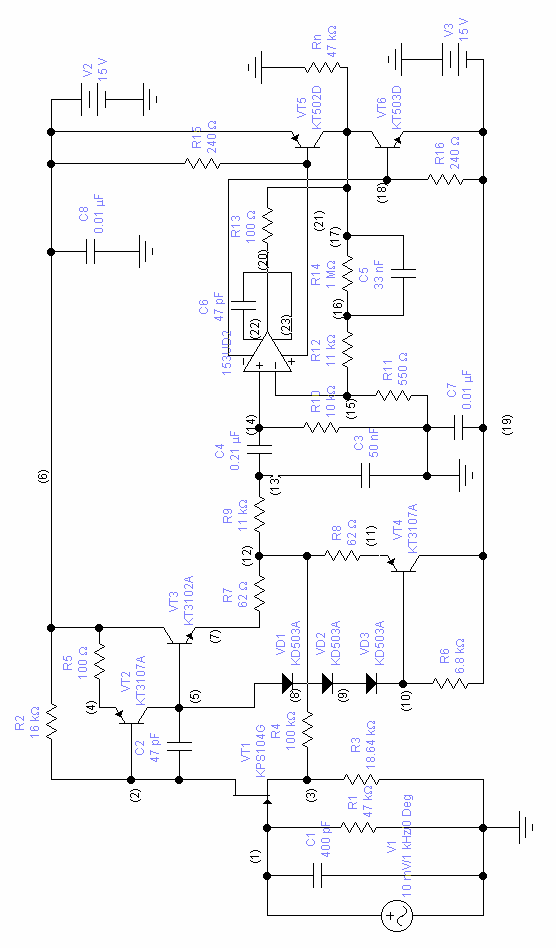 V2
15 V
V3
15 V
Rn
47 kΩ
VT5
KT502D
VT6
KT503D
R15
240 Ω
R16
240 Ω
(18)
C8
0.01 µF
R13
100 Ω
(20)
(21)
(17)
R14
1 MΩ
C5
33 nF
(16)
C6
47 pF
(22)
(23)
153UDΩ
R12
11 kΩ
R11
550 Ω
(15)
R10
10 kΩ
C7
0.01 µF
(14)
C4
0.21 µF
C3
50 nF
(13)
(19)
(6)
R9
11 kΩ
(12)
R8
62 Ω
(11)
VT4
KT3107A
R7
62 Ω
VT3
KT3102A
(7)
R5
100 Ω
VT2
KT3107A
(4)
(5)
VD1
KD503A
(8)
VD2
KD503A
(9)
VD3
KD503A
(10)
R6
6.8 kΩ
R2
16 kΩ
C2
47 pF
(2)
VT1
KPS104G
R4
100 kΩ
(3)
R3
18.64 kΩ
R1
47 kΩ
C1
400 pF
(1)
V1
10 mV/1 kHz/0 Deg